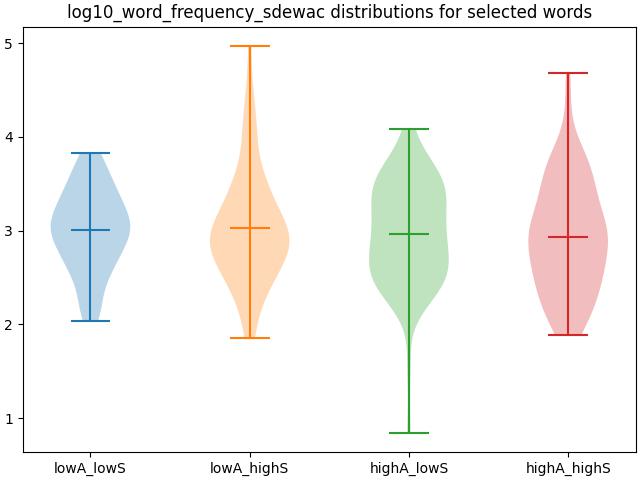 log10_word_frequency_sdewac distributions for selected words
5
4
3
2
1
lowA_lowS
lowA_highS
highA_lowS
highA_highS